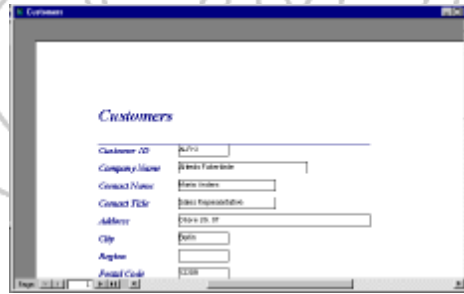 Customers
Customers
Customer ID ALFKI
Company Name Alfreds Futterkiste
Contact Name Maria Anders
Contact Title Sales Representative
Address Obere Str. 57
City Berlin
Region
Postal Code 12209
Page: 1